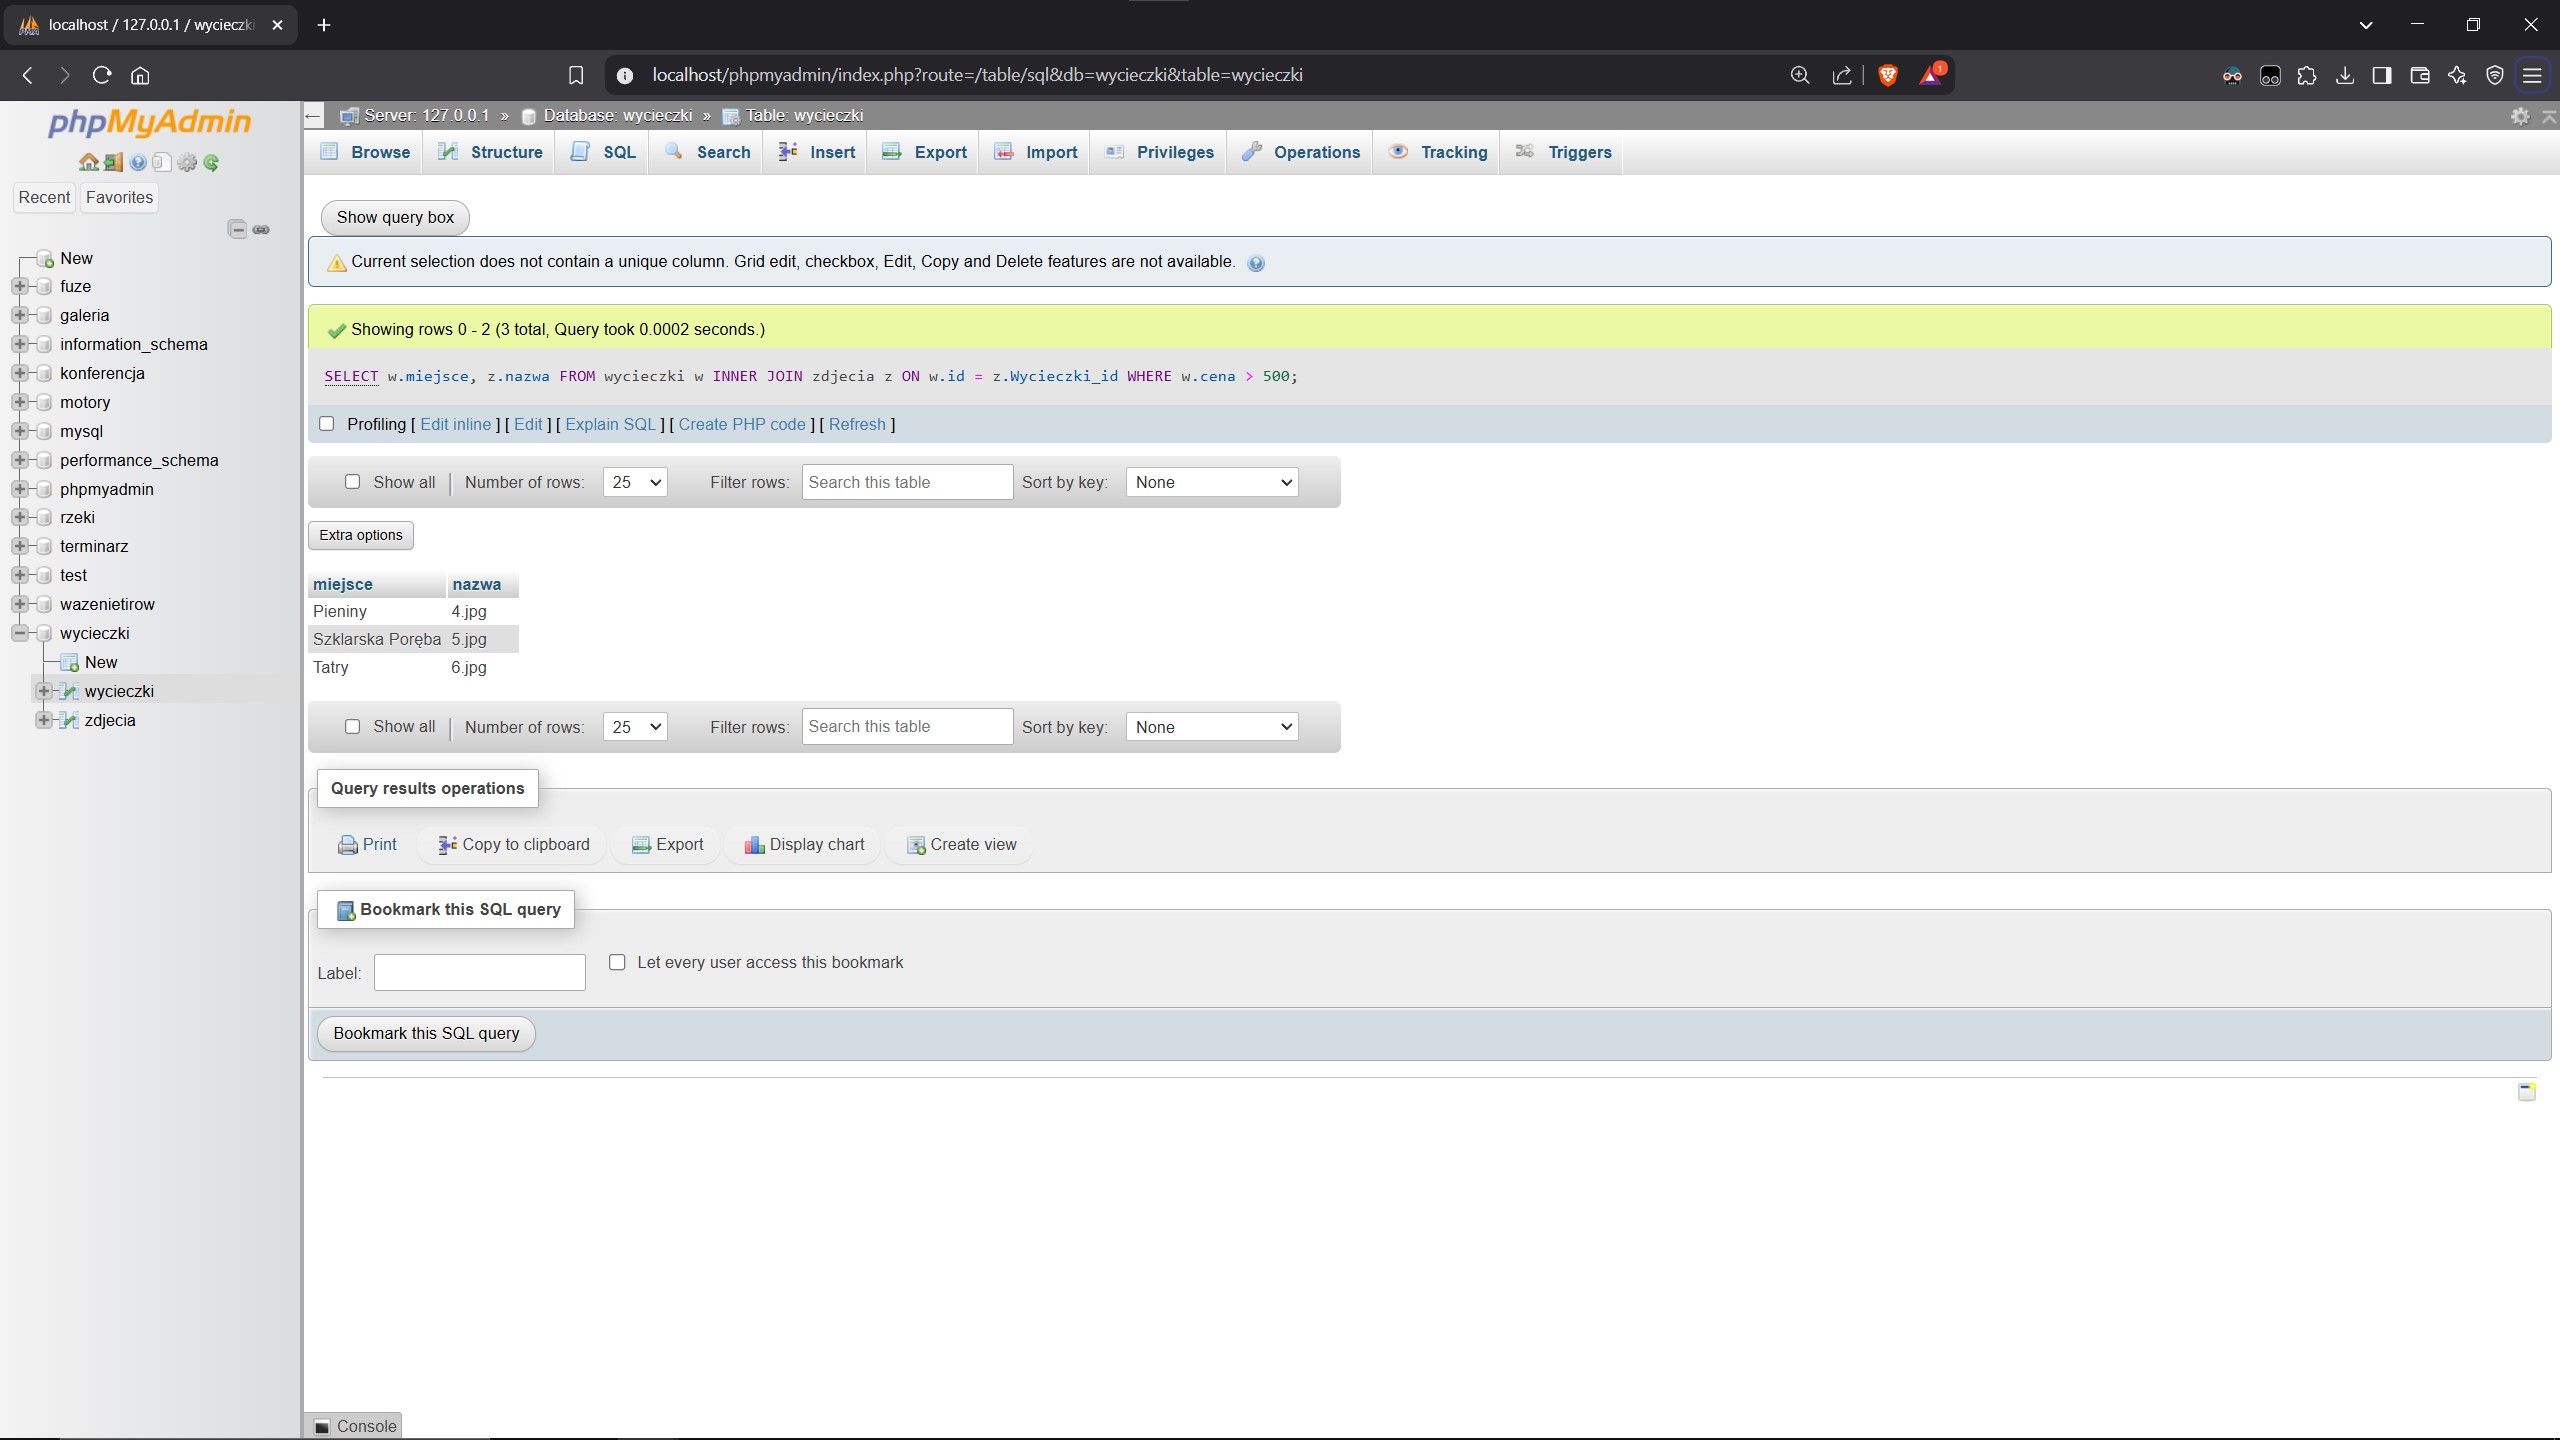 localhost / 127.0.0.1 / wycieczki
localhost/phpmyadmin/index.php?route=/table/sql&db=wycieczki&table=wycieczki
1
phpMyAdmin
Recent Favorites
New
fuze
galeria
information_schema
konferencja
motory
mysql
performance_schema
phpmyadmin
rzeki
terminarz
test
wazenietirow
wycieczki
New
wycieczki
zdjecia
Server: 127.0.0.1 » Database: wycieczki » Table: wycieczki
Browse Structure SQL Search Insert Export Import Privileges Operations Tracking Triggers
Show query box
Current selection does not contain a unique column. Grid edit, checkbox, Edit, Copy and Delete features are not available.
Showing rows 0 - 2 (3 total, Query took 0.0002 seconds.)
SELECT w.miejsce, z.nazwa FROM wycieczki w INNER JOIN zdjecia z ON w.id = z.Wycieczki_id WHERE w.cena > 500;
Profiling [ Edit inline ] [ Edit ] [ Explain SQL ] [ Create PHP code ] [ Refresh ]
Show all | Number of rows: 25 Filter rows: Search this table Sort by key: None
Extra options
miejsce nazwa
Pieniny 4.jpg
Szklarska Poręba 5.jpg
Tatry 6.jpg
Show all | Number of rows: 25 Filter rows: Search this table Sort by key: None
Query results operations
Print Copy to clipboard Export Display chart Create view
Bookmark this SQL query
Label: Let every user access this bookmark
Bookmark this SQL query
Console